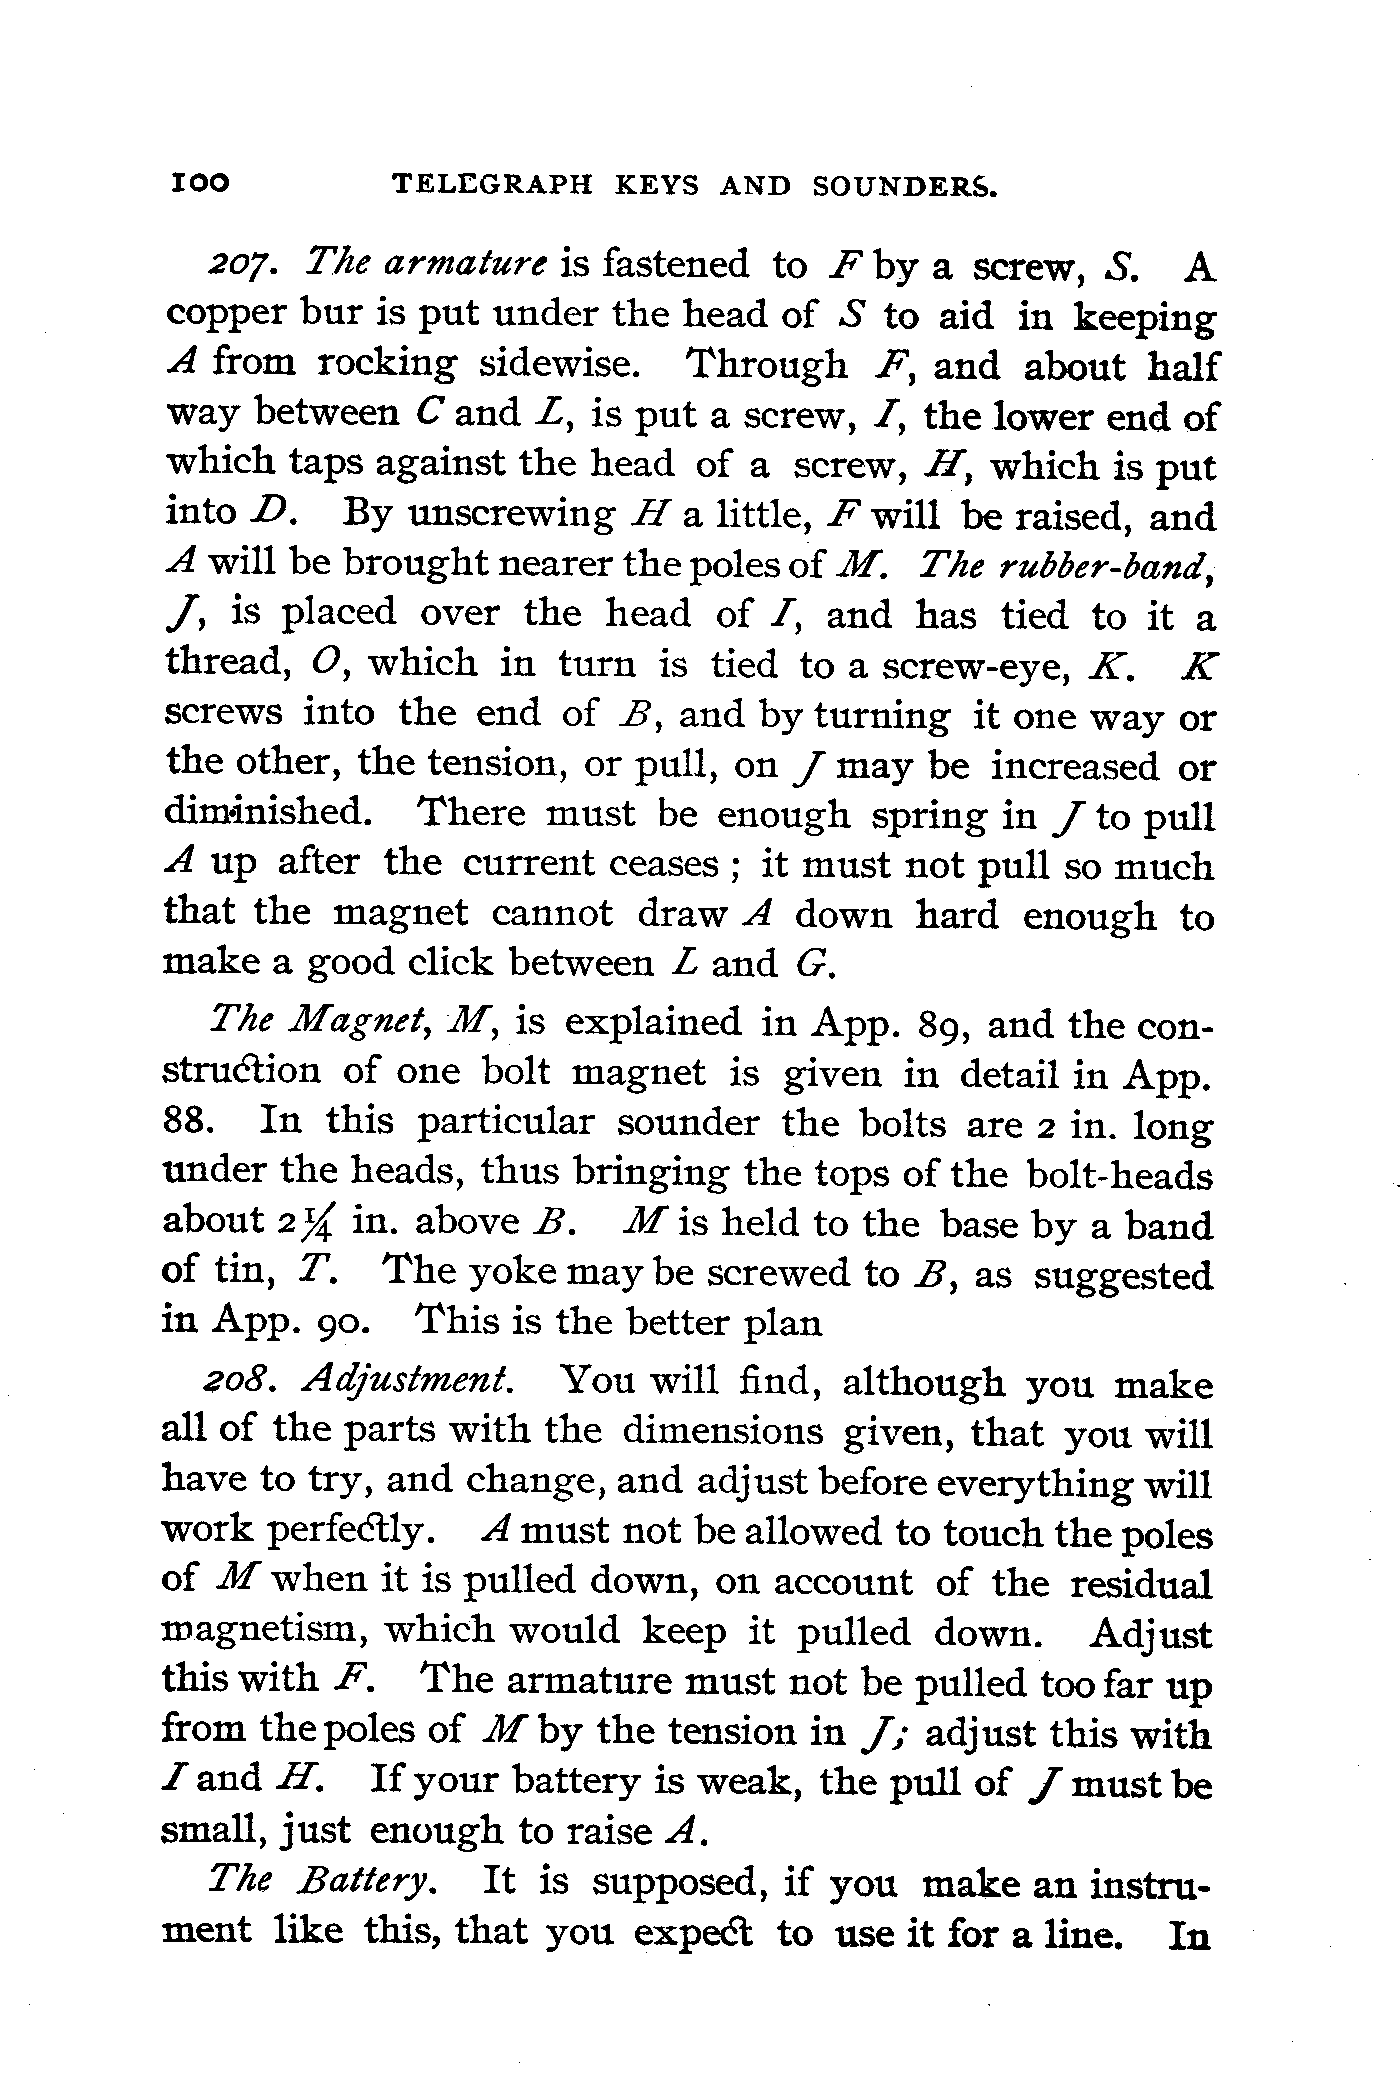 100 TELEGRAPH KEYS AND SOUNDERS.
207. The armature is fastened to F by a screw, S. A
copper bur is put under the head of S to aid in keeping
A from rocking sidewise. Through F, and about half
way between C and L, is put a screw, I, the lower end of
which taps against the head of a screw, H, which is put
into D. By unscrewing H a little, F will be raised, and
A will be brought nearer the poles of M. The rubber-band,
J, is placed over the head of I, and has tied to it a
thread, O, which in turn is tied to a screw-eye, K. K
screws into the end of B, and by turning it one way or
the other, the tension, or pull, on J may be increased or
diminished. There must be enough spring in J to pull
A up after the current ceases ; it must not pull so much
that the magnet cannot draw A down hard enough to
make a good click between L and G.
The Magnet, M, is explained in App. 89, and the con-
struction of one bolt magnet is given in detail in App.
88. In this particular sounder the bolts are 2 in. long
under the heads, thus bringing the tops of the bolt-heads
about 2¼ in. above B. M is held to the base by a band
of tin, T. The yoke may be screwed to B, as suggested
in App. 90. This is the better plan
208. Adjustment. You will find, although you make
all of the parts with the dimensions given, that you will
have to try, and change, and adjust before everything will
work perfectly. A must not be allowed to touch the poles
of M when it is pulled down, on account of the residual
magnetism, which would keep it pulled down. Adjust
this with F. The armature must not be pulled too far up
from the poles of M by the tension in J; adjust this with
I and H. If your battery is weak, the pull of J must be
small, just enough to raise A.
The Battery. It is supposed, if you make an instru-
ment like this, that you expect to use it for a line. In